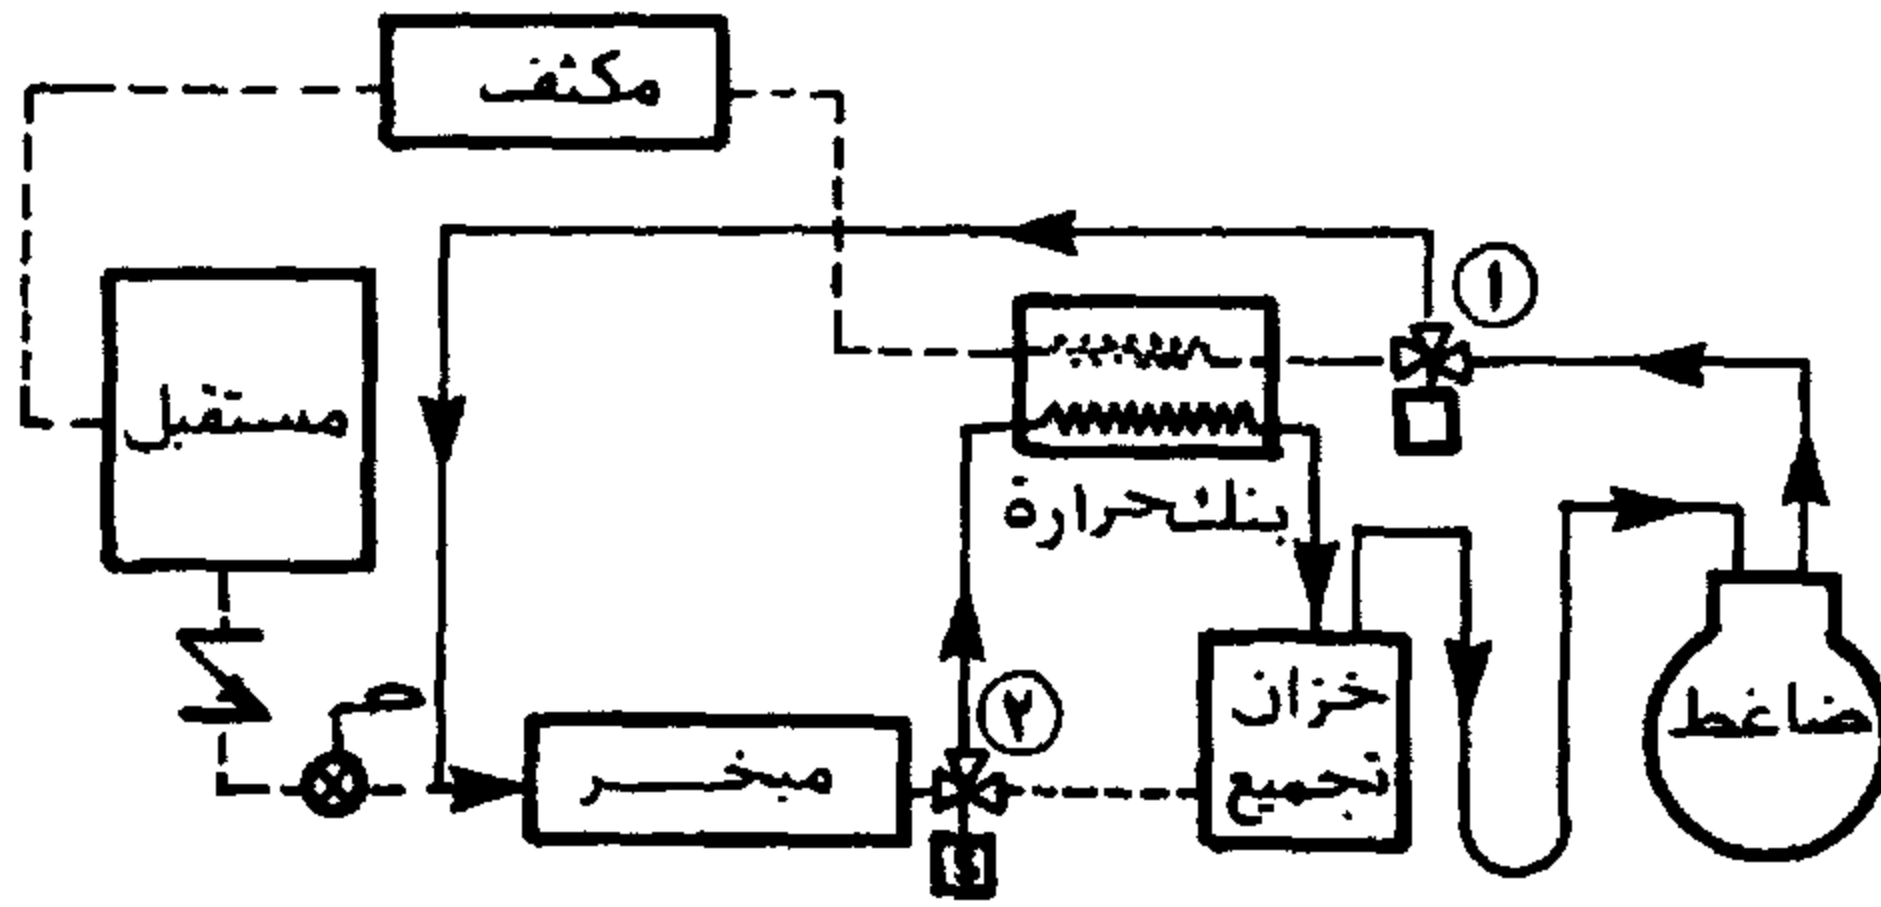 مكثف
١
مستقبل
بنك حرارة
٢
خزان
تجميع
ضاغط
مبخر